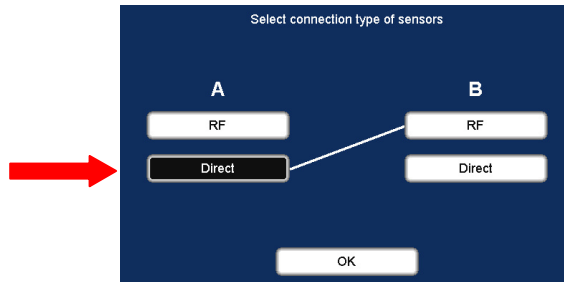 Select connection type of sensors
A B
RF RF
Direct Direct
OK